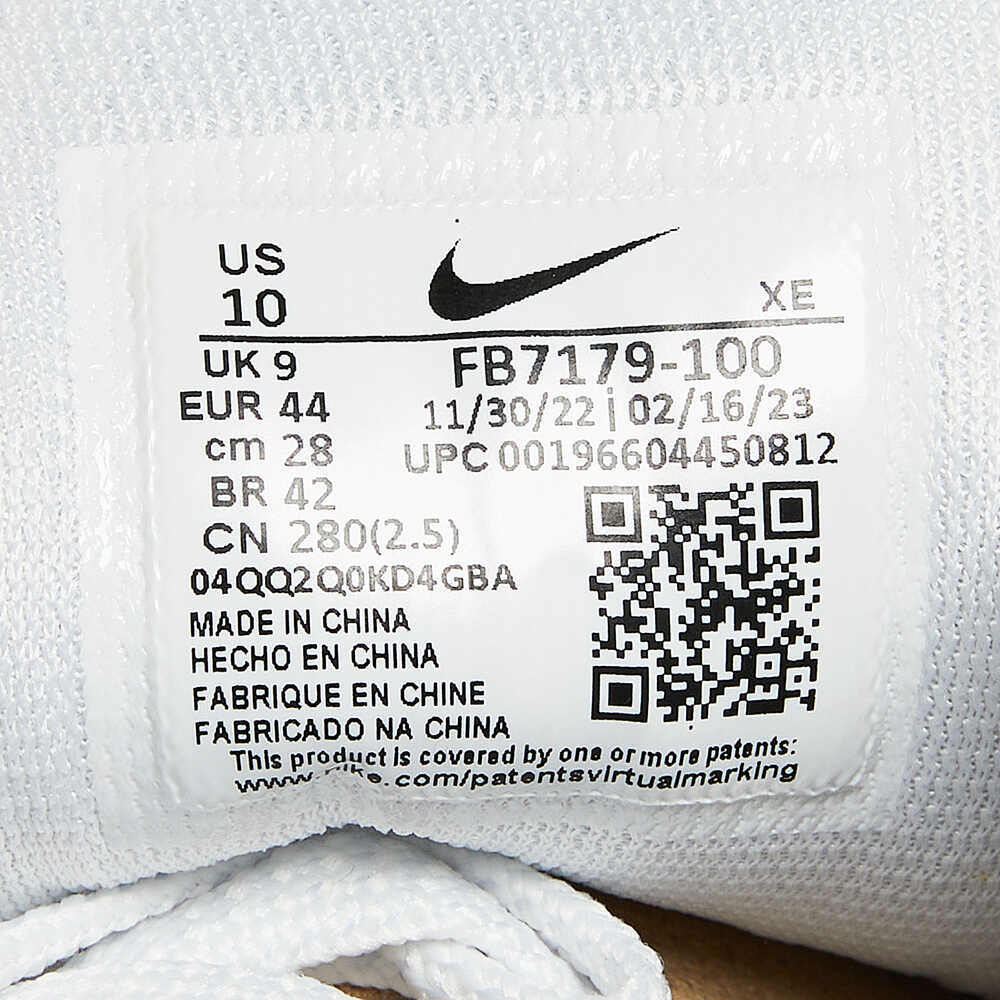 US
10
XE
UK 9
FB7179-100
EUR 44
11/30/22 | 02/16/23
cm 28
UPC 00196604450812
BR 42
CN 280(2.5)
04QQ2Q0KD4GBA
MADE IN CHINA
HECHO EN CHINA
FABRIQUE EN CHINE
FABRICADO NA CHINA
This product is covered by one or more patents:
www.nike.com/patentsvirtualmarking